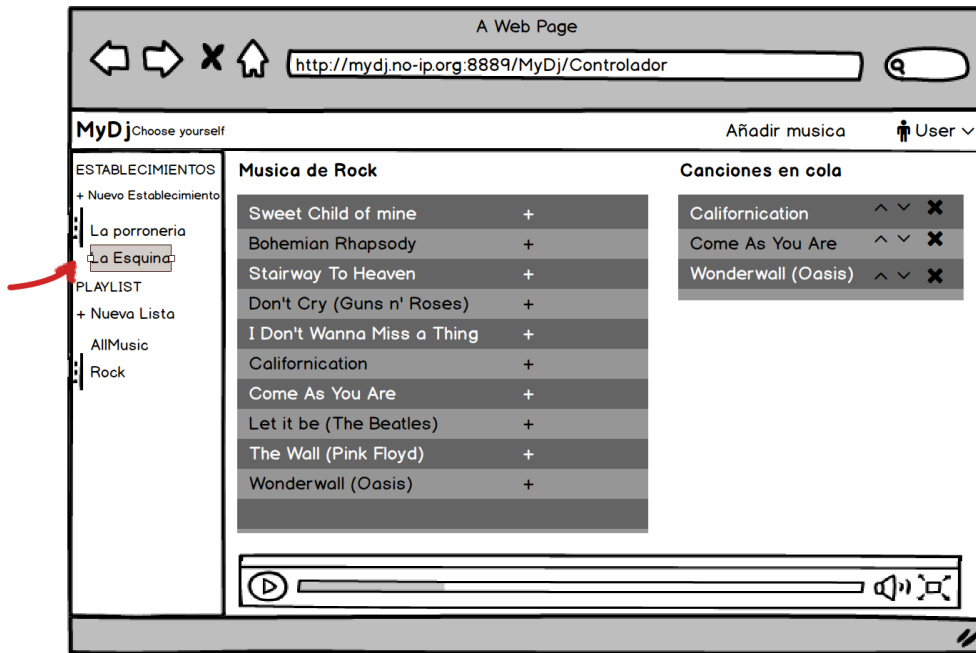 A Web Page
http://mydj.no-ip.org:8889/MyDj/Controlador
MyDj Choose yourself
Añadir musica
User
ESTABLECIMIENTOS
+ Nuevo Establecimiento
La porroneria
La Esquina
PLAYLIST
+ Nueva Lista
AllMusic
Rock
Musica de Rock
Sweet Child of mine +
Bohemian Rhapsody +
Stairway To Heaven +
Don't Cry (Guns n' Roses) +
I Don't Wanna Miss a Thing +
Californication +
Come As You Are +
Let it be (The Beatles) +
The Wall (Pink Floyd) +
Wonderwall (Oasis) +
Canciones en cola
Californication
Come As You Are
Wonderwall (Oasis)